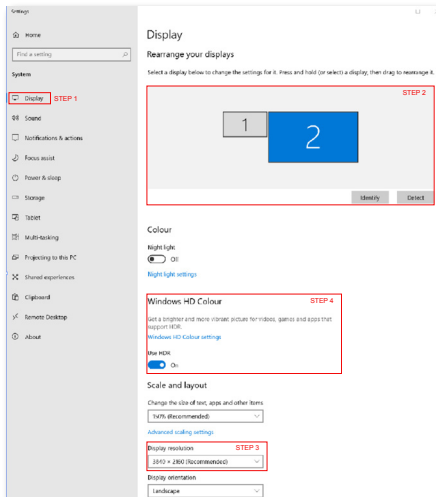 Settings
Home
Find a setting
System
Display STEP 1
Sound
Notifications & actions
Focus assist
Power & sleep
Storage
Tablet
Multi-tasking
Projecting to this PC
Shared experiences
Clipboard
Remote Desktop
About
Display
Rearrange your displays
Select a display below to change the settings for it. Press and hold (or select) a display, then drag to rearrange it.
STEP 2
1
2
Identify Detect
Colour
Night light
Off
Night light settings
Windows HD Colour STEP 4
Get a brighter and more vibrant picture for videos, games and apps that
support HDR.
Windows HD Colour settings
Use HDR
On
Scale and layout
Change the size of text, apps and other items
150% (Recommended)
Advanced scaling settings
Display resolution STEP 3
3840 × 2160 (Recommended)
Display orientation
Landscape